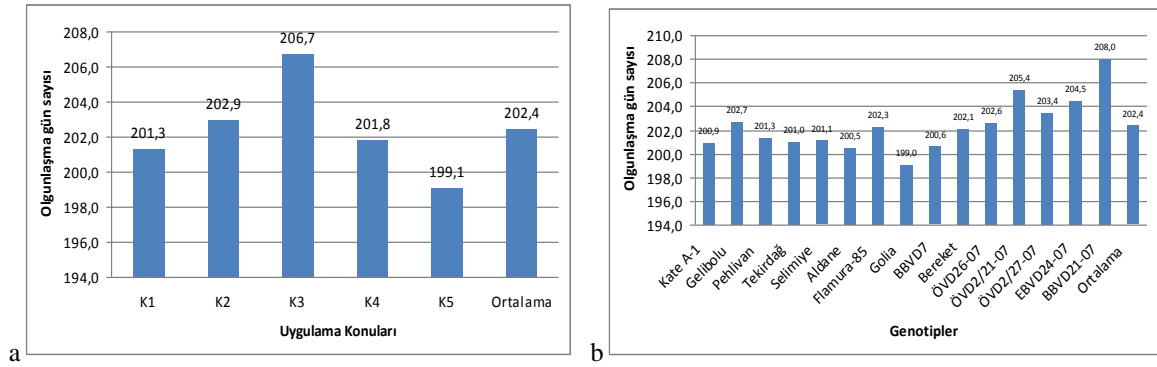 208,0
206,0
204,0
202,0
200,0
198,0
196,0
194,0
Olgunlaşma gün sayısı
201,3
202,9
206,7
201,8
199,1
202,4
K1 K2 K3 K4 K5 Ortalama
Uygulama Konuları
a
210,0
208,0
206,0
204,0
202,0
200,0
198,0
196,0
194,0
Olgunlaşma gün sayısı
200,9
202,7
201,3
201,0
201,1
200,5
202,3
199,0
200,6
202,1
202,6
205,4
203,4
204,5
208,0
202,4
Kate A-1
Gelibolu
Pehlivan
Tekirdağ
Selimiye
Aldane
Flamura-85
Golia
BBVD7
Bereket
ÖVD26-07
ÖVD2/21-07
ÖVD2/27-07
EBVD24-07
BBVD21-07
Ortalama
Genotipler
b